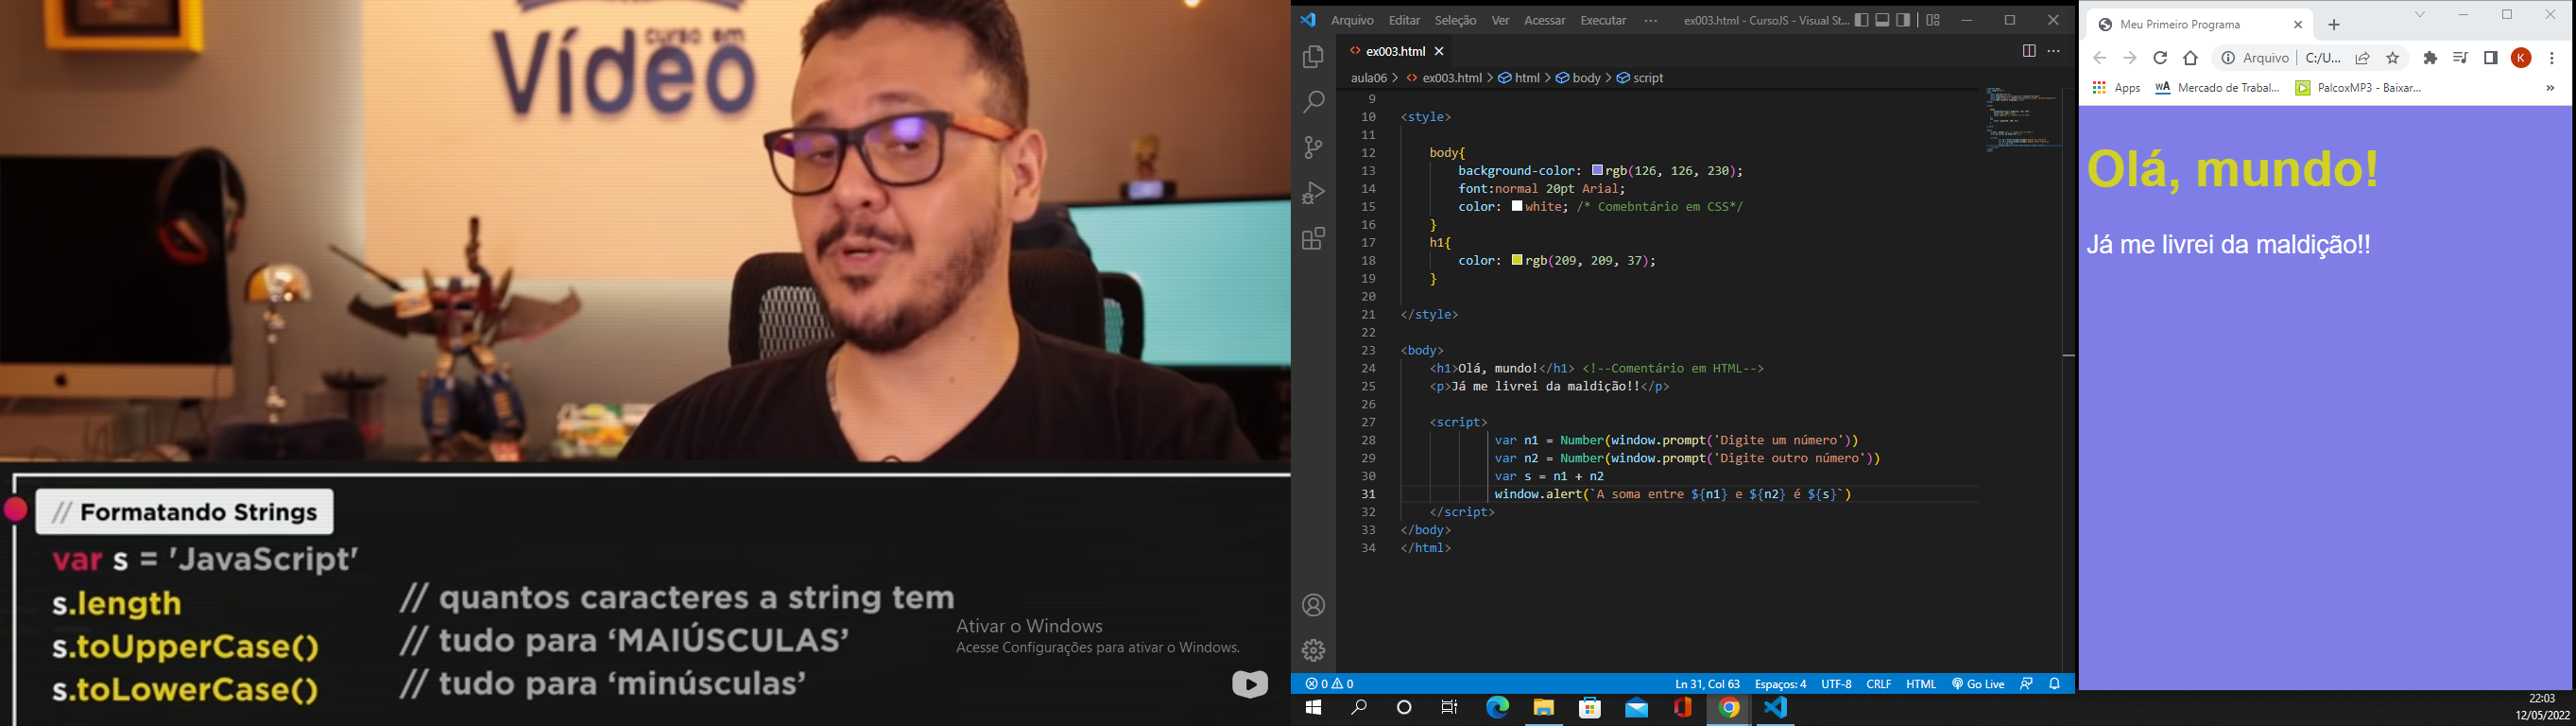 curso em
Vídeo
// Formatando Strings
var s = 'JavaScript'
s.length // quantos caracteres a string tem
s.toUpperCase() // tudo para ‘MAIÚSCULAS’
s.toLowerCase() // tudo para ‘minúsculas’
Ativar o Windows
Acesse Configurações para ativar o Windows.
Arquivo Editar Seleção Ver Acessar Executar ··· ex003.html - CursoJS - Visual St...
ex003.html
aula06 > ex003.html > html > body > script
9
10 <style>
11
12 body{
13 background-color: rgb(126, 126, 230);
14 font:normal 20pt Arial;
15 color: white; /* Comebntário em CSS*/
16 }
17 h1{
18 color: rgb(209, 209, 37);
19 }
20
21 </style>
22
23 <body>
24 <h1>Olá, mundo!</h1> <!--Comentário em HTML-->
25 <p>Já me livrei da maldição!!</p>
26
27 <script>
28 var n1 = Number(window.prompt('Digite um número'))
29 var n2 = Number(window.prompt('Digite outro número'))
30 var s = n1 + n2
31 window.alert(`A soma entre ${n1} e ${n2} é ${s}`)
32 </script>
33 </body>
34 </html>
0 0 Ln 31, Col 63 Espaços: 4 UTF-8 CRLF HTML Go Live
Meu Primeiro Programa
Arquivo | C:/U... K
Apps wA Mercado de Trabal... PalcoxMP3 - Baixar... »
Olá, mundo!
Já me livrei da maldição!!
22:03
12/05/2022